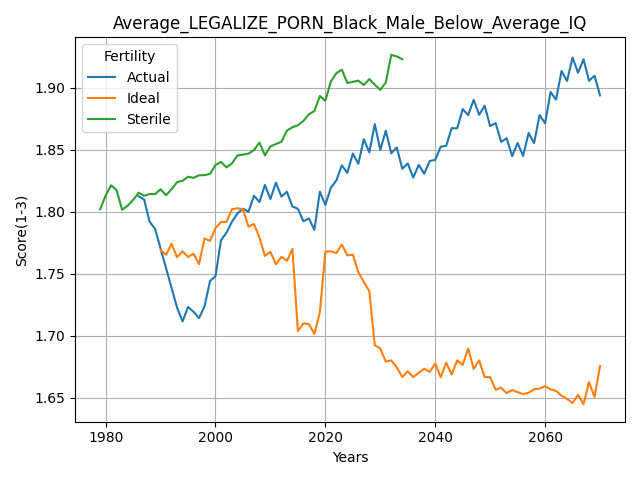 Average_LEGALIZE_PORN_Black_Male_Below_Average_IQ
Fertility
Actual
Ideal
Sterile
Score(1-3)
1.90
1.85
1.80
1.75
1.70
1.65
1980
2000
2020
2040
2060
Years